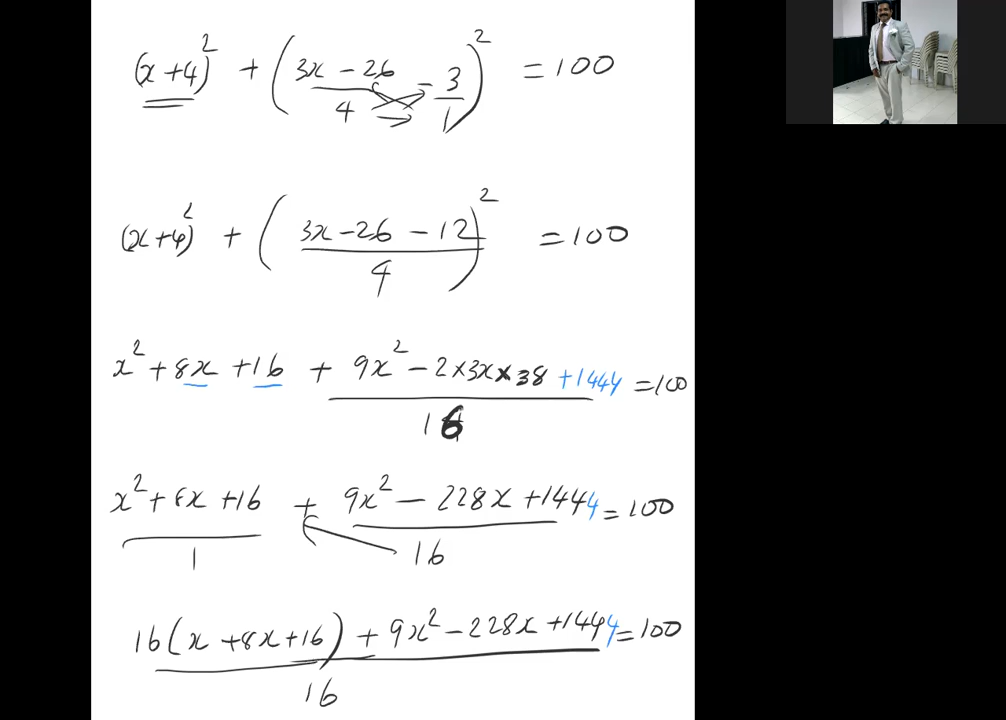 (x+4)² + (3x-26/4 - 3/1)² = 100
(x+4)² + (3x-26-12/4)² = 100
x²+8x+16 + 9x²-2×3x×38+1444/16 = 100
x²+8x+16/1 + 9x²-228x+1444/16 = 100
16(x+8x+16)+9x²-228x+1444/16 = 100